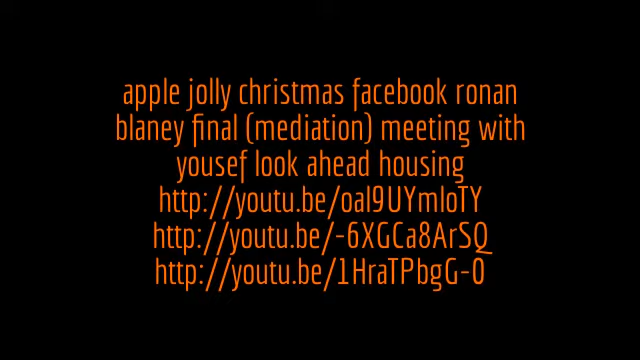 apple jolly christmas facebook ronan
blaney final (mediation) meeting with
yousef look ahead housing
http://youtu.be/oal9UYmloTY
http://youtu.be/-6XGCa8ArSQ
http://youtu.be/1HraTPbgG-0